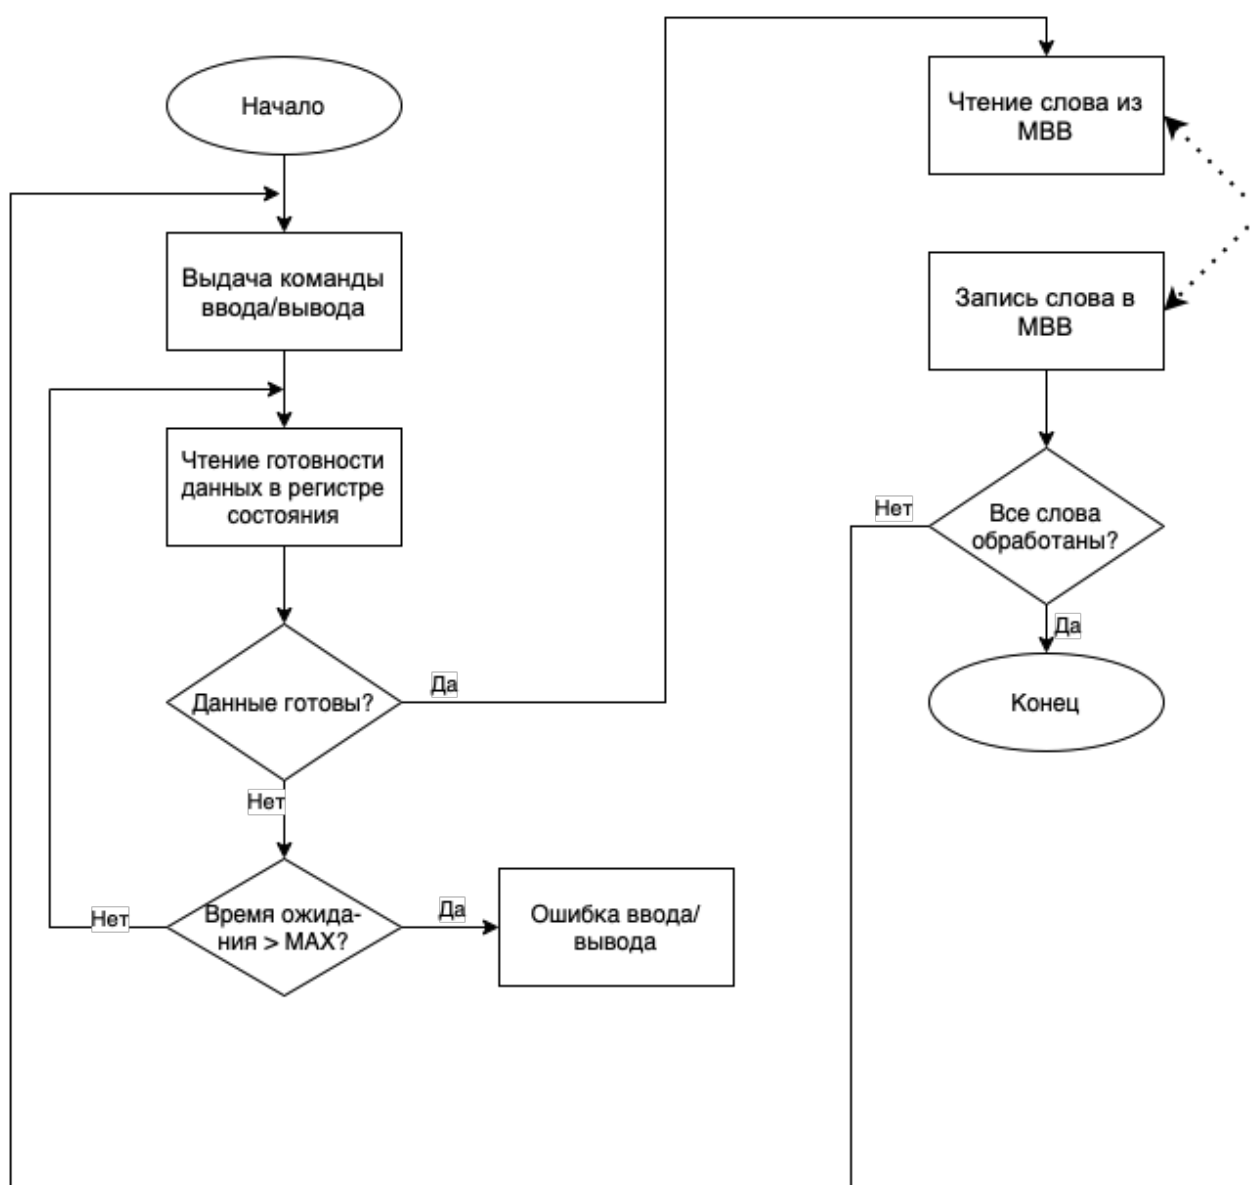 Начало
Выдача команды
ввода/вывода
Чтение готовности
данных в регистре
состояния
Данные готовы?
Да
Нет
Время ожида-
ния > MAX?
Нет
Да
Ошибка ввода/
вывода
Чтение слова из
МВВ
Запись слова в
МВВ
Все слова
обработаны?
Нет
Да
Конец